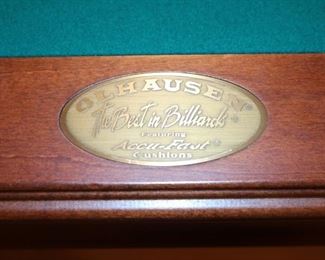 OLHAUSEN
The Best in Billiards
Featuring
Accu-Fast
Cushions